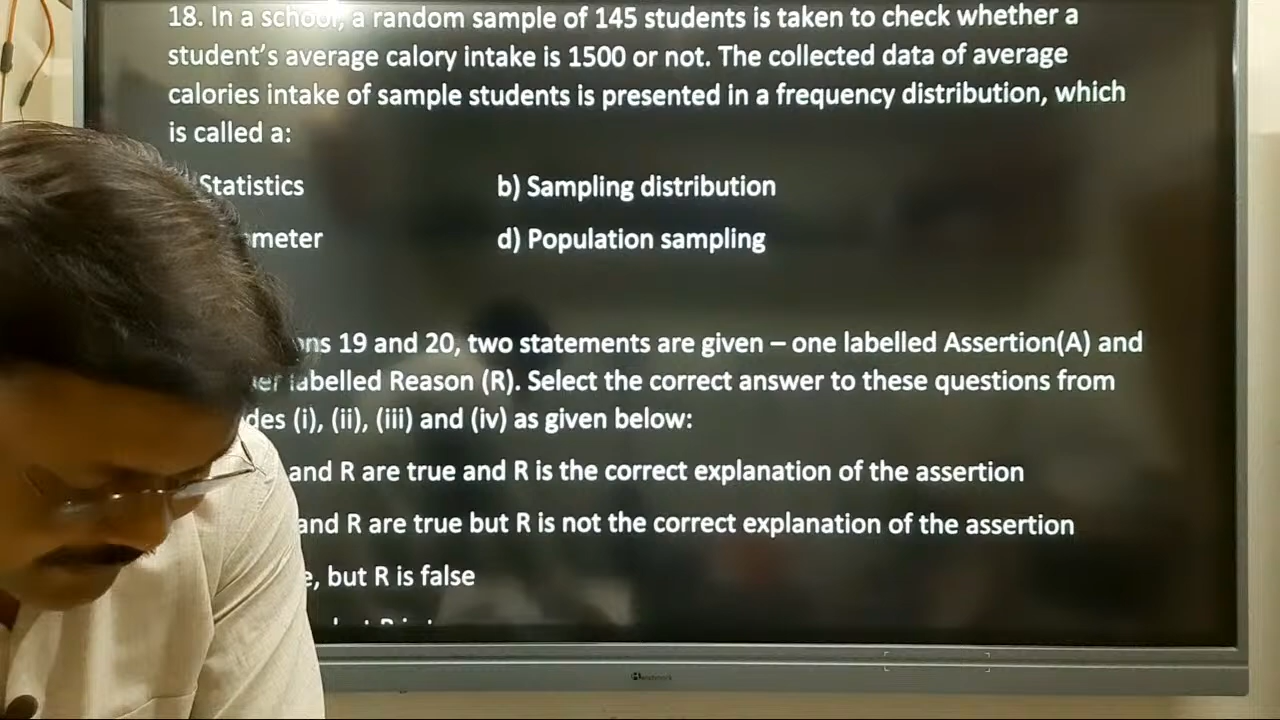 18. In a school, a random sample of 145 students is taken to check whether a
student's average calory intake is 1500 or not. The collected data of average
calories intake of sample students is presented in a frequency distribution, which
is called a:
Statistics b) Sampling distribution
meter d) Population sampling
ns 19 and 20, two statements are given – one labelled Assertion(A) and
labelled Reason (R). Select the correct answer to these questions from
des (i), (ii), (iii) and (iv) as given below:
and R are true and R is the correct explanation of the assertion
and R are true but R is not the correct explanation of the assertion
, but R is false